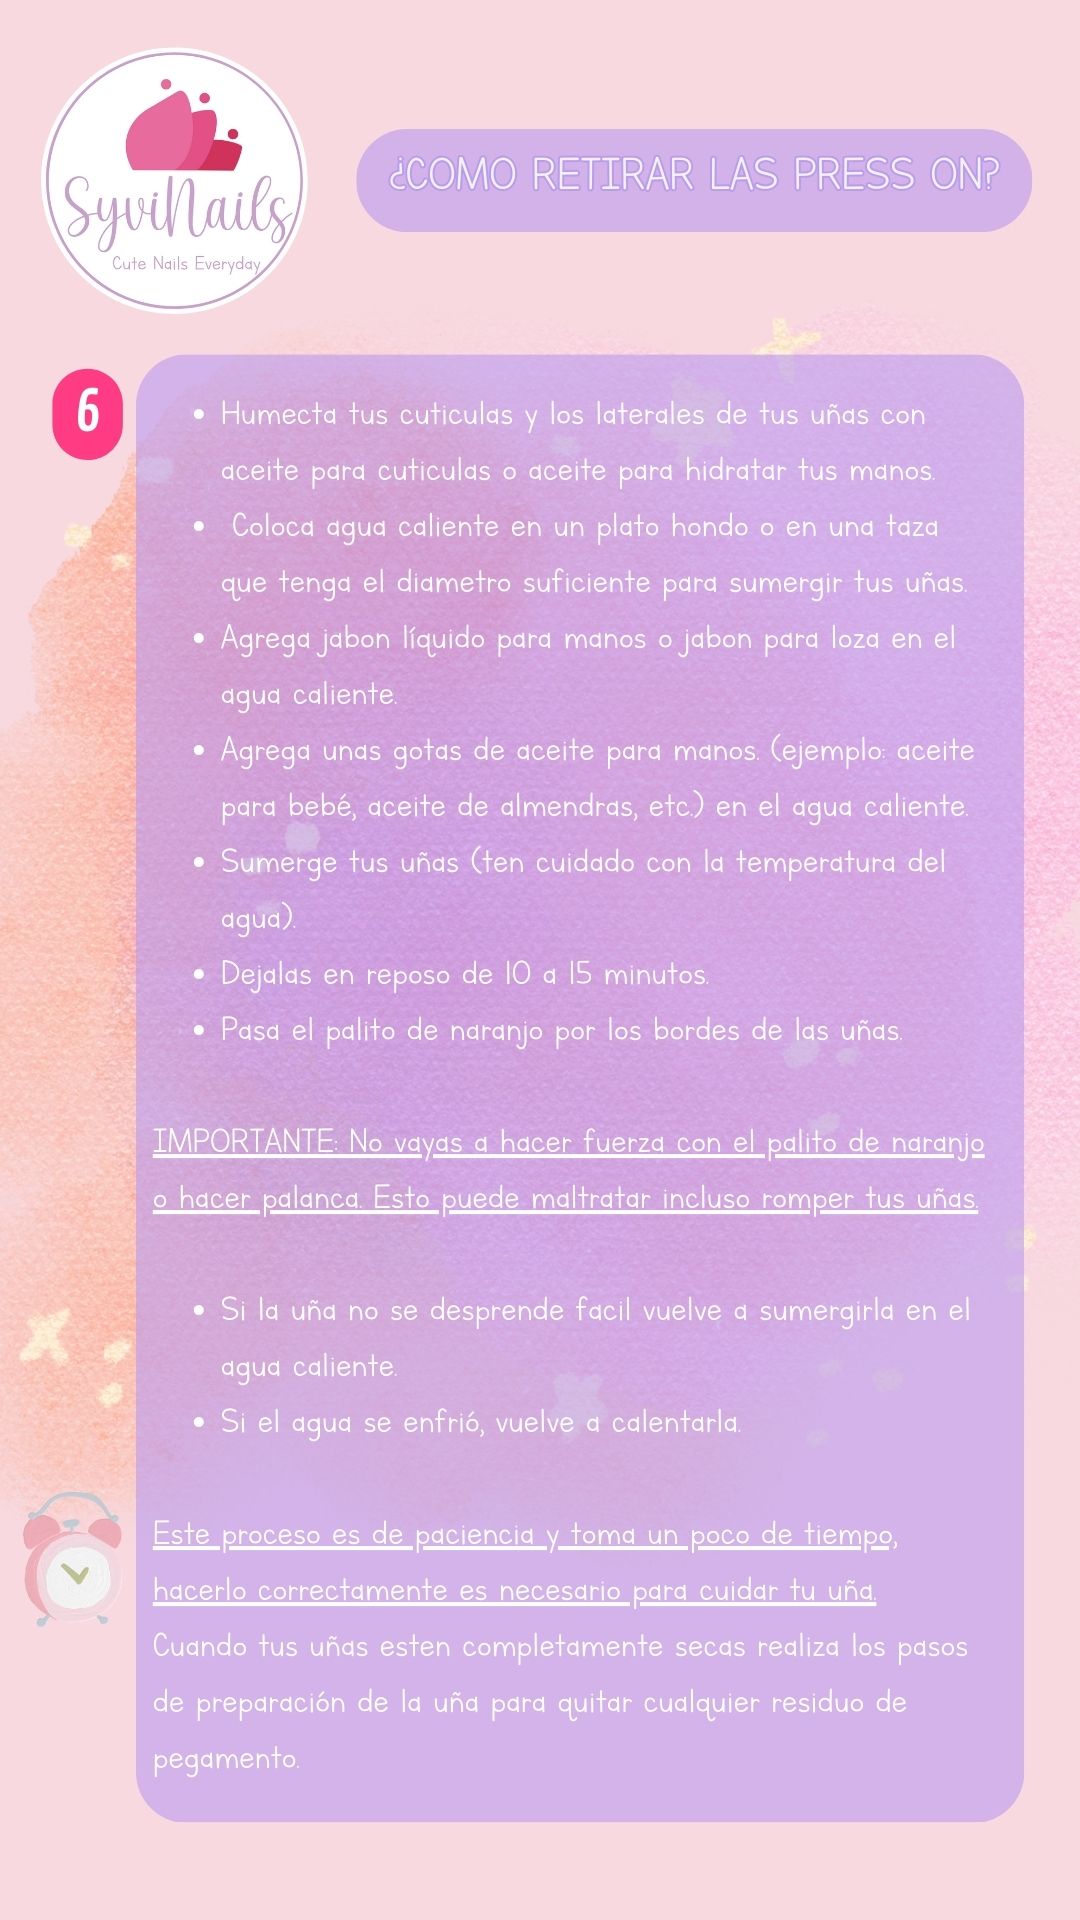 SyviNails
Cute Nails Everyday
¿COMO RETIRAR LAS PRESS ON?
6
• Humecta tus cuticulas y los laterales de tus uñas con
aceite para cuticulas o aceite para hidratar tus manos.
• Coloca agua caliente en un plato hondo o en una taza
que tenga el diametro suficiente para sumergir tus uñas.
• Agrega jabon líquido para manos o jabon para loza en el
agua caliente.
• Agrega unas gotas de aceite para manos. (ejemplo: aceite
para bebé, aceite de almendras, etc.) en el agua caliente.
• Sumerge tus uñas (ten cuidado con la temperatura del
agua).
• Dejalas en reposo de 10 a 15 minutos.
• Pasa el palito de naranjo por los bordes de las uñas.
IMPORTANTE: No vayas a hacer fuerza con el palito de naranjo
o hacer palanca. Esto puede maltratar incluso romper tus uñas.
• Si la uña no se desprende facil vuelve a sumergirla en el
agua caliente.
• Si el agua se enfrió, vuelve a calentarla.
Este proceso es de paciencia y toma un poco de tiempo,
hacerlo correctamente es necesario para cuidar tu uña.
Cuando tus uñas esten completamente secas realiza los pasos
de preparación de la uña para quitar cualquier residuo de
pegamento.